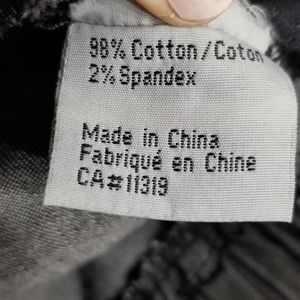 98% Cotton/Coton
2% Spandex
Made in China
Fabriqué en Chine
CA#11319